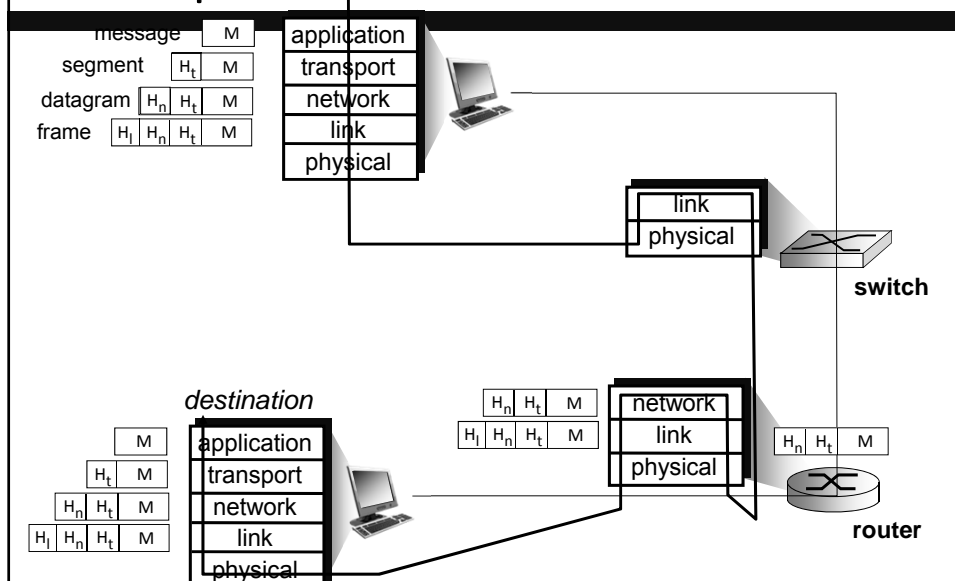 message M application
segment Ht M transport
datagram Hn Ht M network
frame Hl Hn Ht M link
physical
link
physical
switch
destination
Hn Ht M network
Hl Hn Ht M link
physical
Hn Ht M
router
M application
Ht M transport
Hn Ht M network
Hl Hn Ht M link
physical